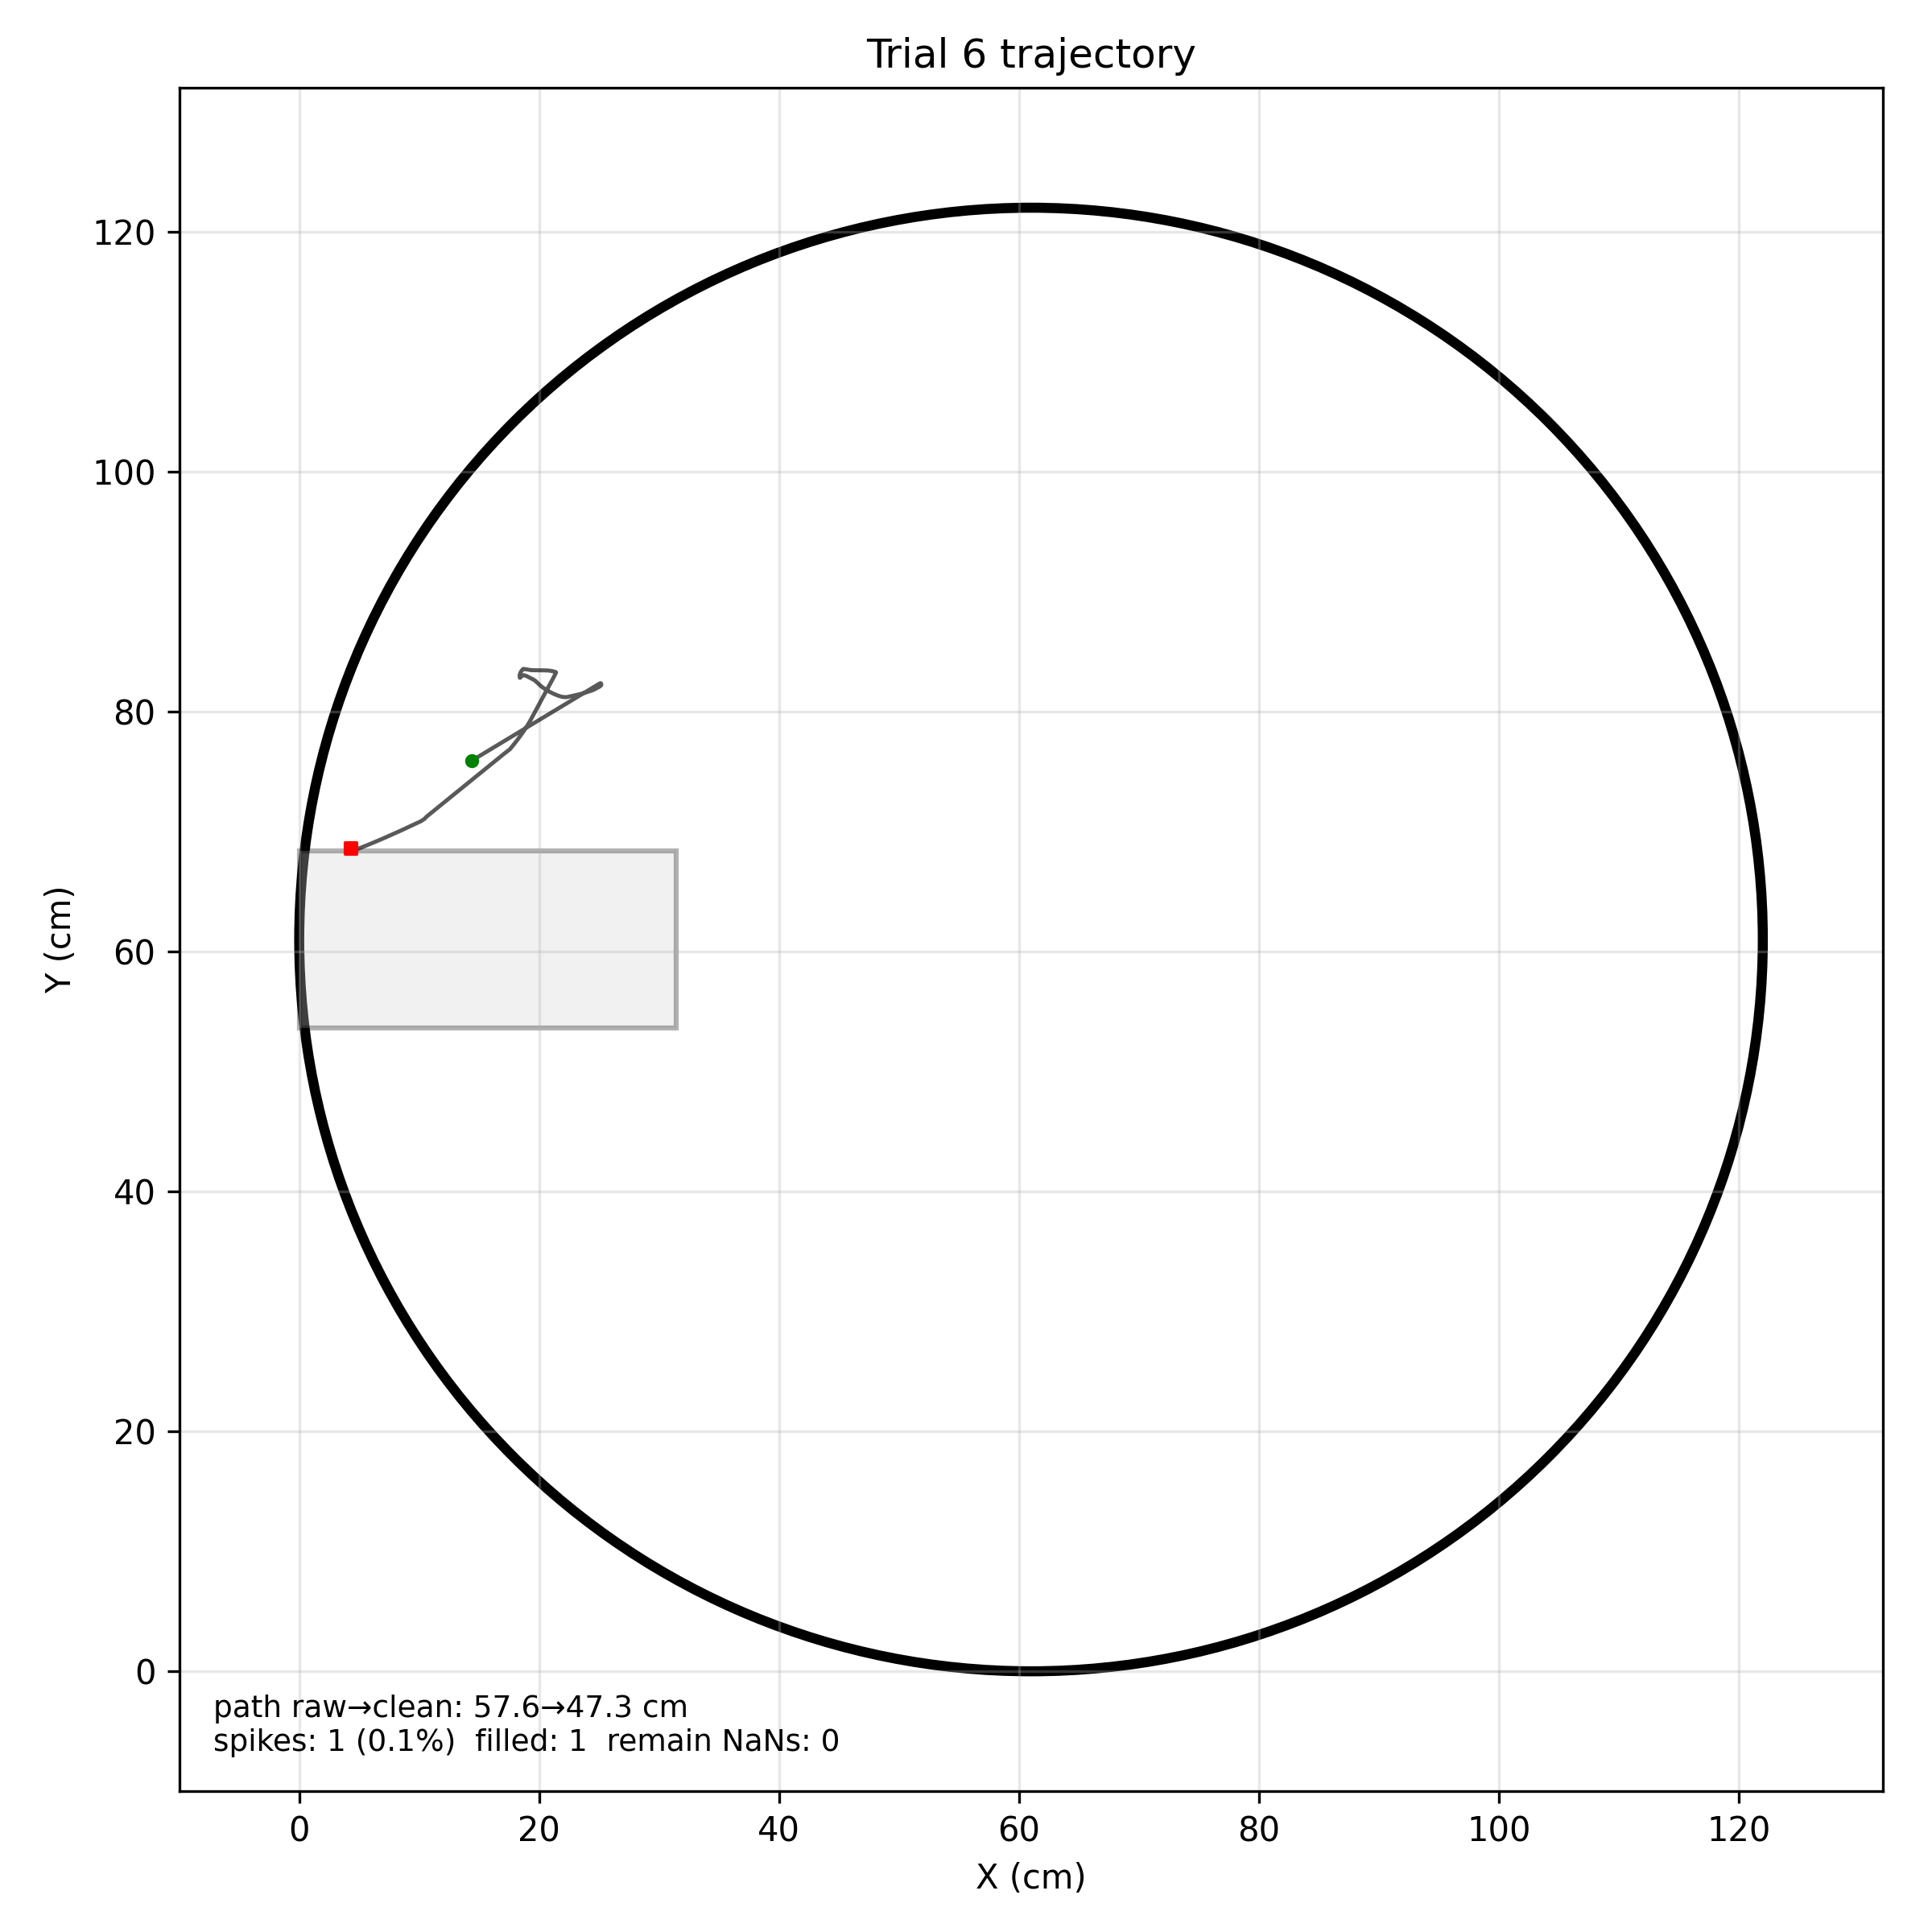 Trial 6 trajectory
Y (cm)
120
100
80
60
40
20
0
path raw→clean: 57.6→47.3 cm
spikes: 1 (0.1%)  filled: 1  remain NaNs: 0
0 20 40 60 80 100 120
X (cm)